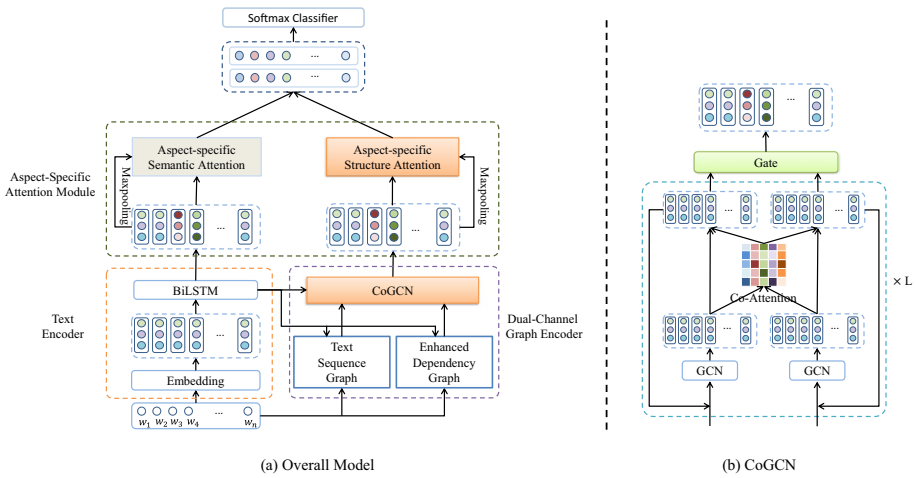 Softmax Classifier
...
...
Aspect-Specific
Attention Module
Aspect-specific
Semantic Attention
Aspect-specific
Structure Attention
Maxpooling
Maxpooling
...
...
BiLSTM
CoGCN
Text
Encoder
Dual-Channel
Graph Encoder
...
Text
Sequence
Graph
Enhanced
Dependency
Graph
Embedding
w1 w2 w3 w4 ... wn
(a) Overall Model
...
Gate
...
...
Co-Attention
× L
...
...
GCN
GCN
(b) CoGCN